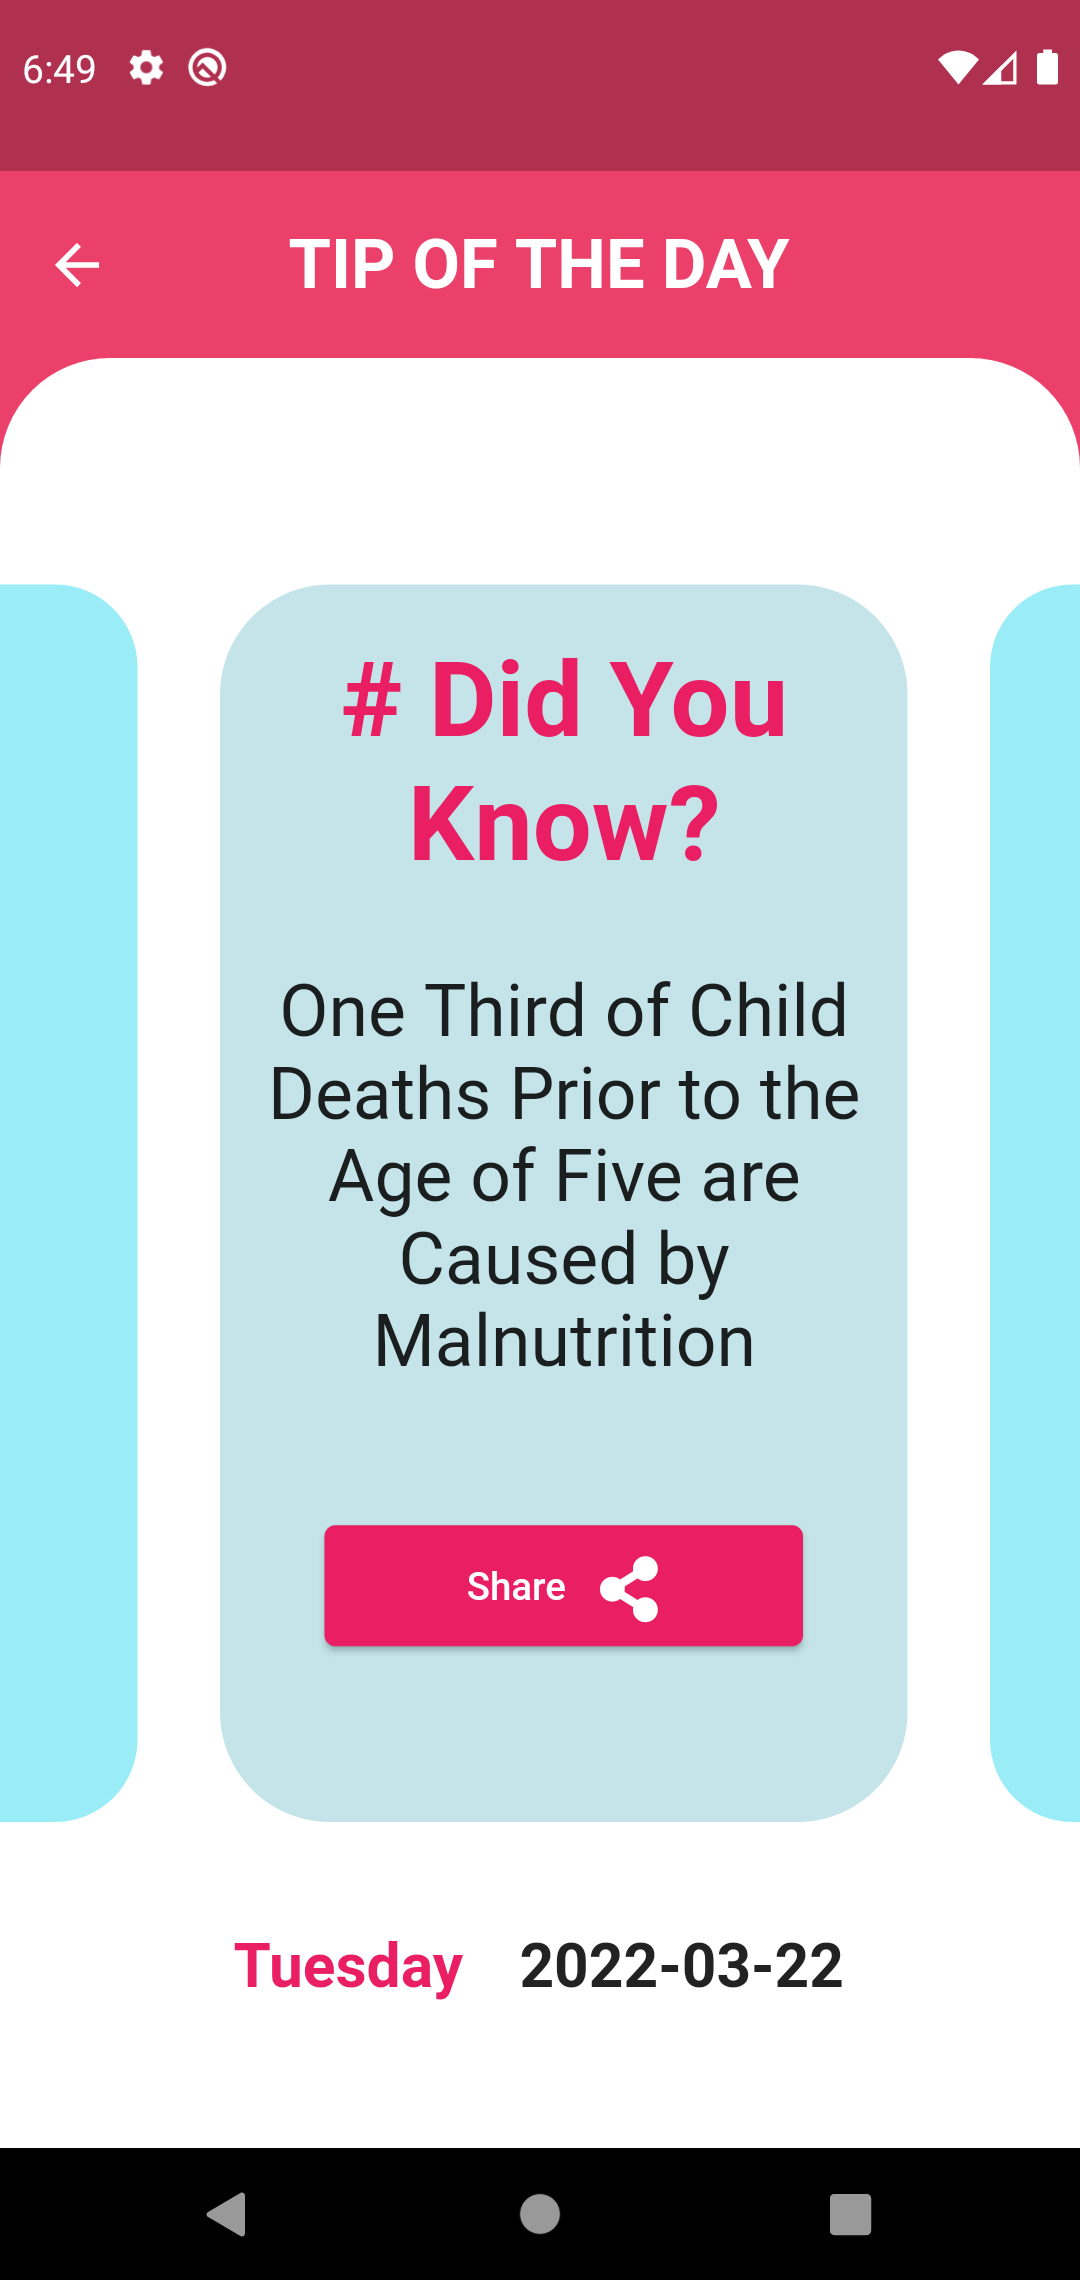 6:49
TIP OF THE DAY
# Did You
Know?
One Third of Child
Deaths Prior to the
Age of Five are
Caused by
Malnutrition
Share
Tuesday 2022-03-22